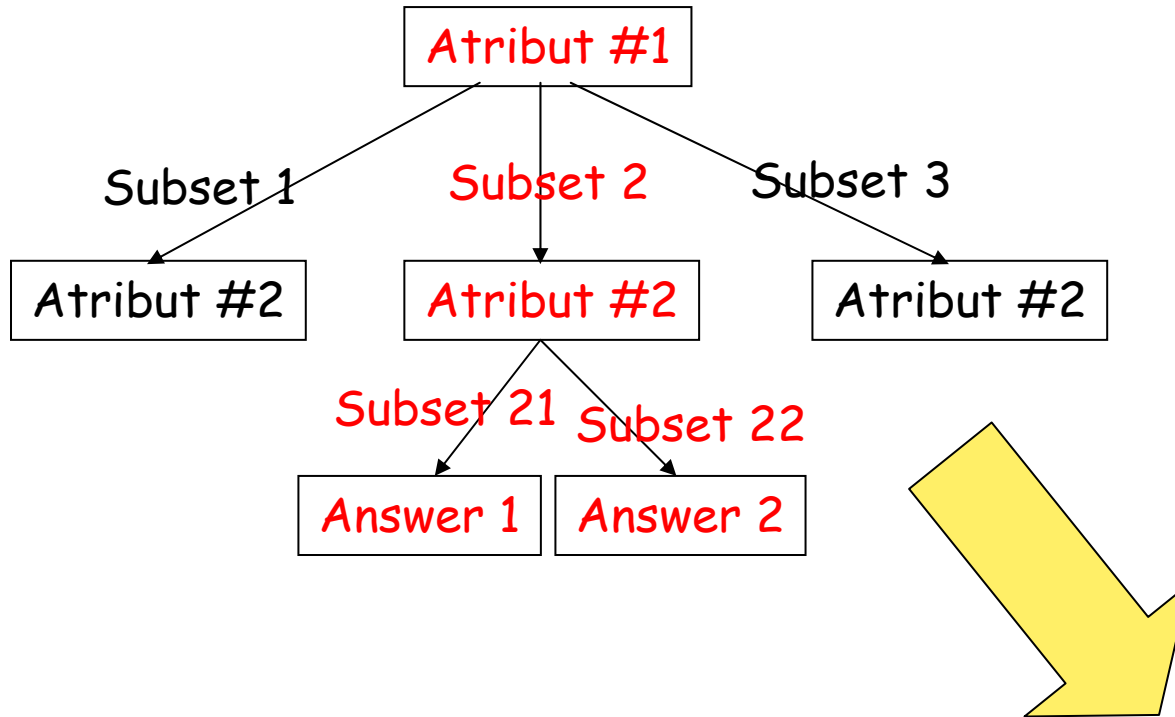 Atribut #1
Subset 1
Subset 2
Subset 3
Atribut #2
Atribut #2
Atribut #2
Subset 21
Subset 22
Answer 1
Answer 2